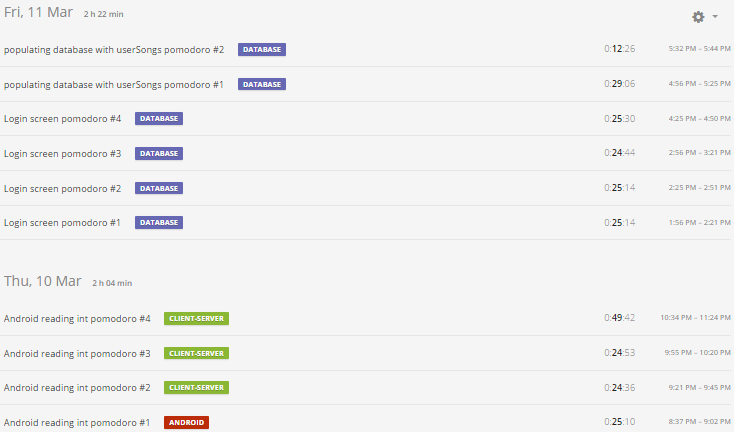 Fri, 11 Mar 2 h 22 min
populating database with userSongs pomodoro #2 DATABASE 0:12:26 5:32 PM – 5:44 PM
populating database with userSongs pomodoro #1 DATABASE 0:29:06 4:56 PM – 5:25 PM
Login screen pomodoro #4 DATABASE 0:25:30 4:25 PM – 4:50 PM
Login screen pomodoro #3 DATABASE 0:24:44 2:56 PM – 3:21 PM
Login screen pomodoro #2 DATABASE 0:25:14 2:25 PM – 2:51 PM
Login screen pomodoro #1 DATABASE 0:25:14 1:56 PM – 2:21 PM
Thu, 10 Mar 2 h 04 min
Android reading int pomodoro #4 CLIENT-SERVER 0:49:42 10:34 PM – 11:24 PM
Android reading int pomodoro #3 CLIENT-SERVER 0:24:53 9:55 PM – 10:20 PM
Android reading int pomodoro #2 CLIENT-SERVER 0:24:36 9:21 PM – 9:45 PM
Android reading int pomodoro #1 ANDROID 0:25:10 8:37 PM – 9:02 PM